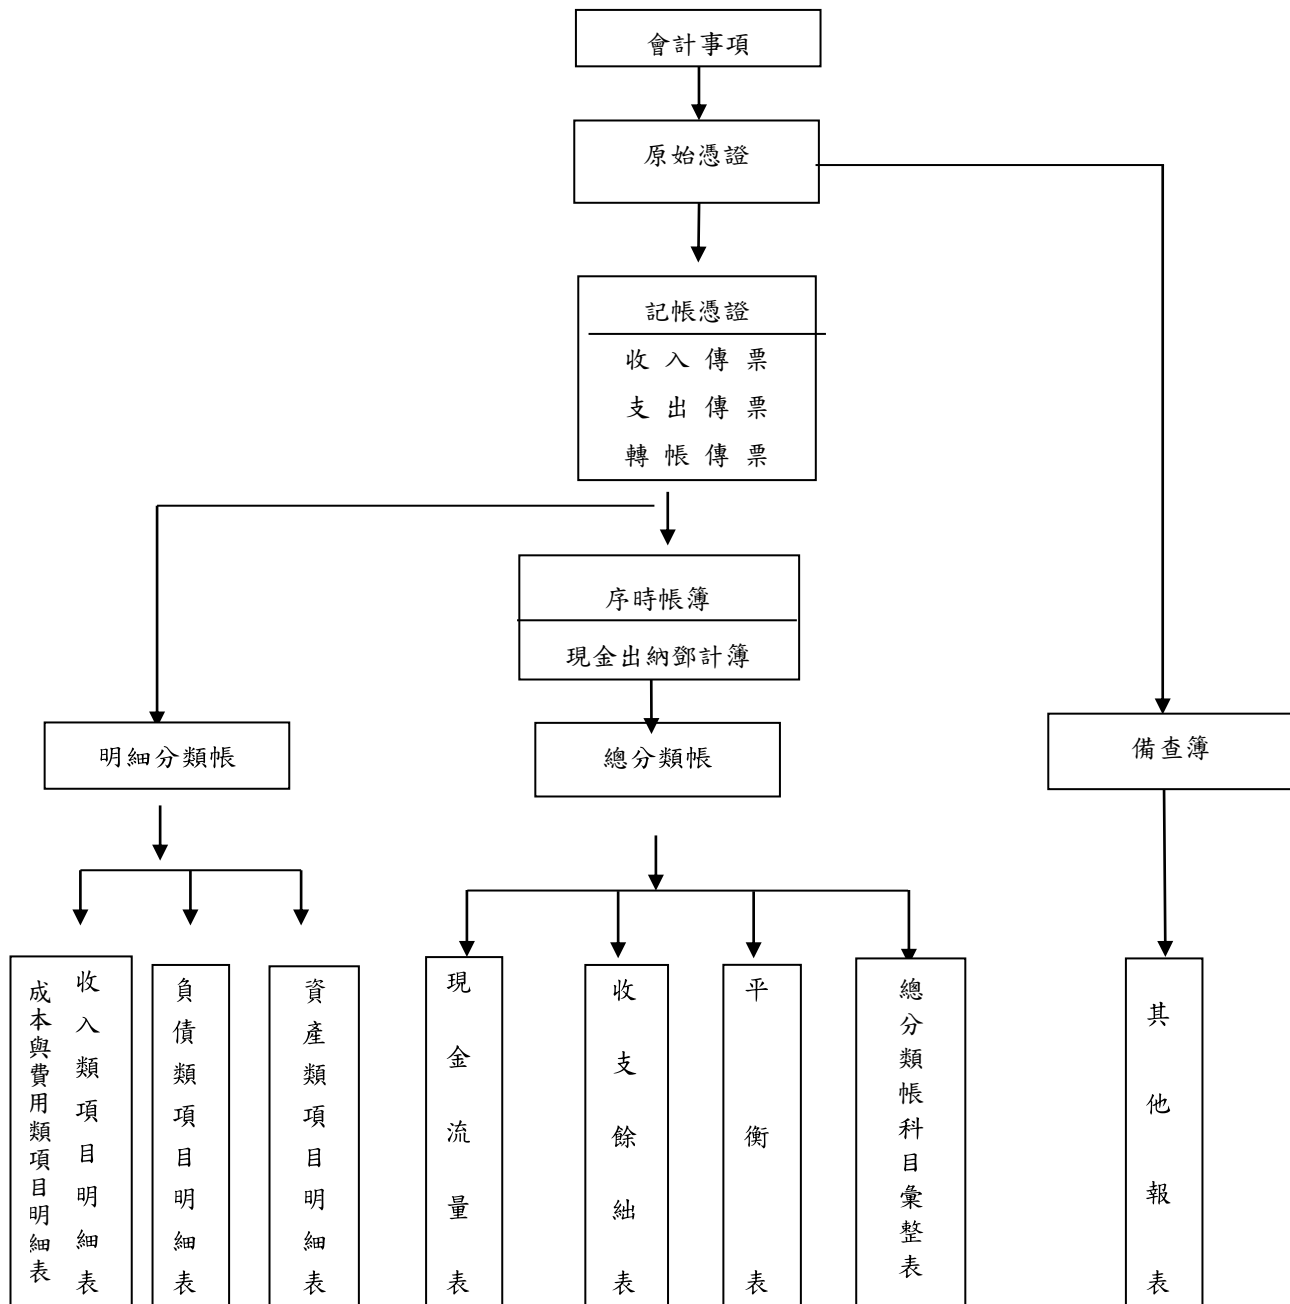 會計事項
原始憑證
記帳憑證
收入傳票
支出傳票
轉帳傳票
序時帳簿
現金出納鄧計簿
明細分類帳
總分類帳
備查簿
收入類項目明細表
成本與費用類項目明細表
負債類項目明細表
資產類項目明細表
現金流量表
收支餘絀表
平衡表
總分類帳科目彙整表
其他報表